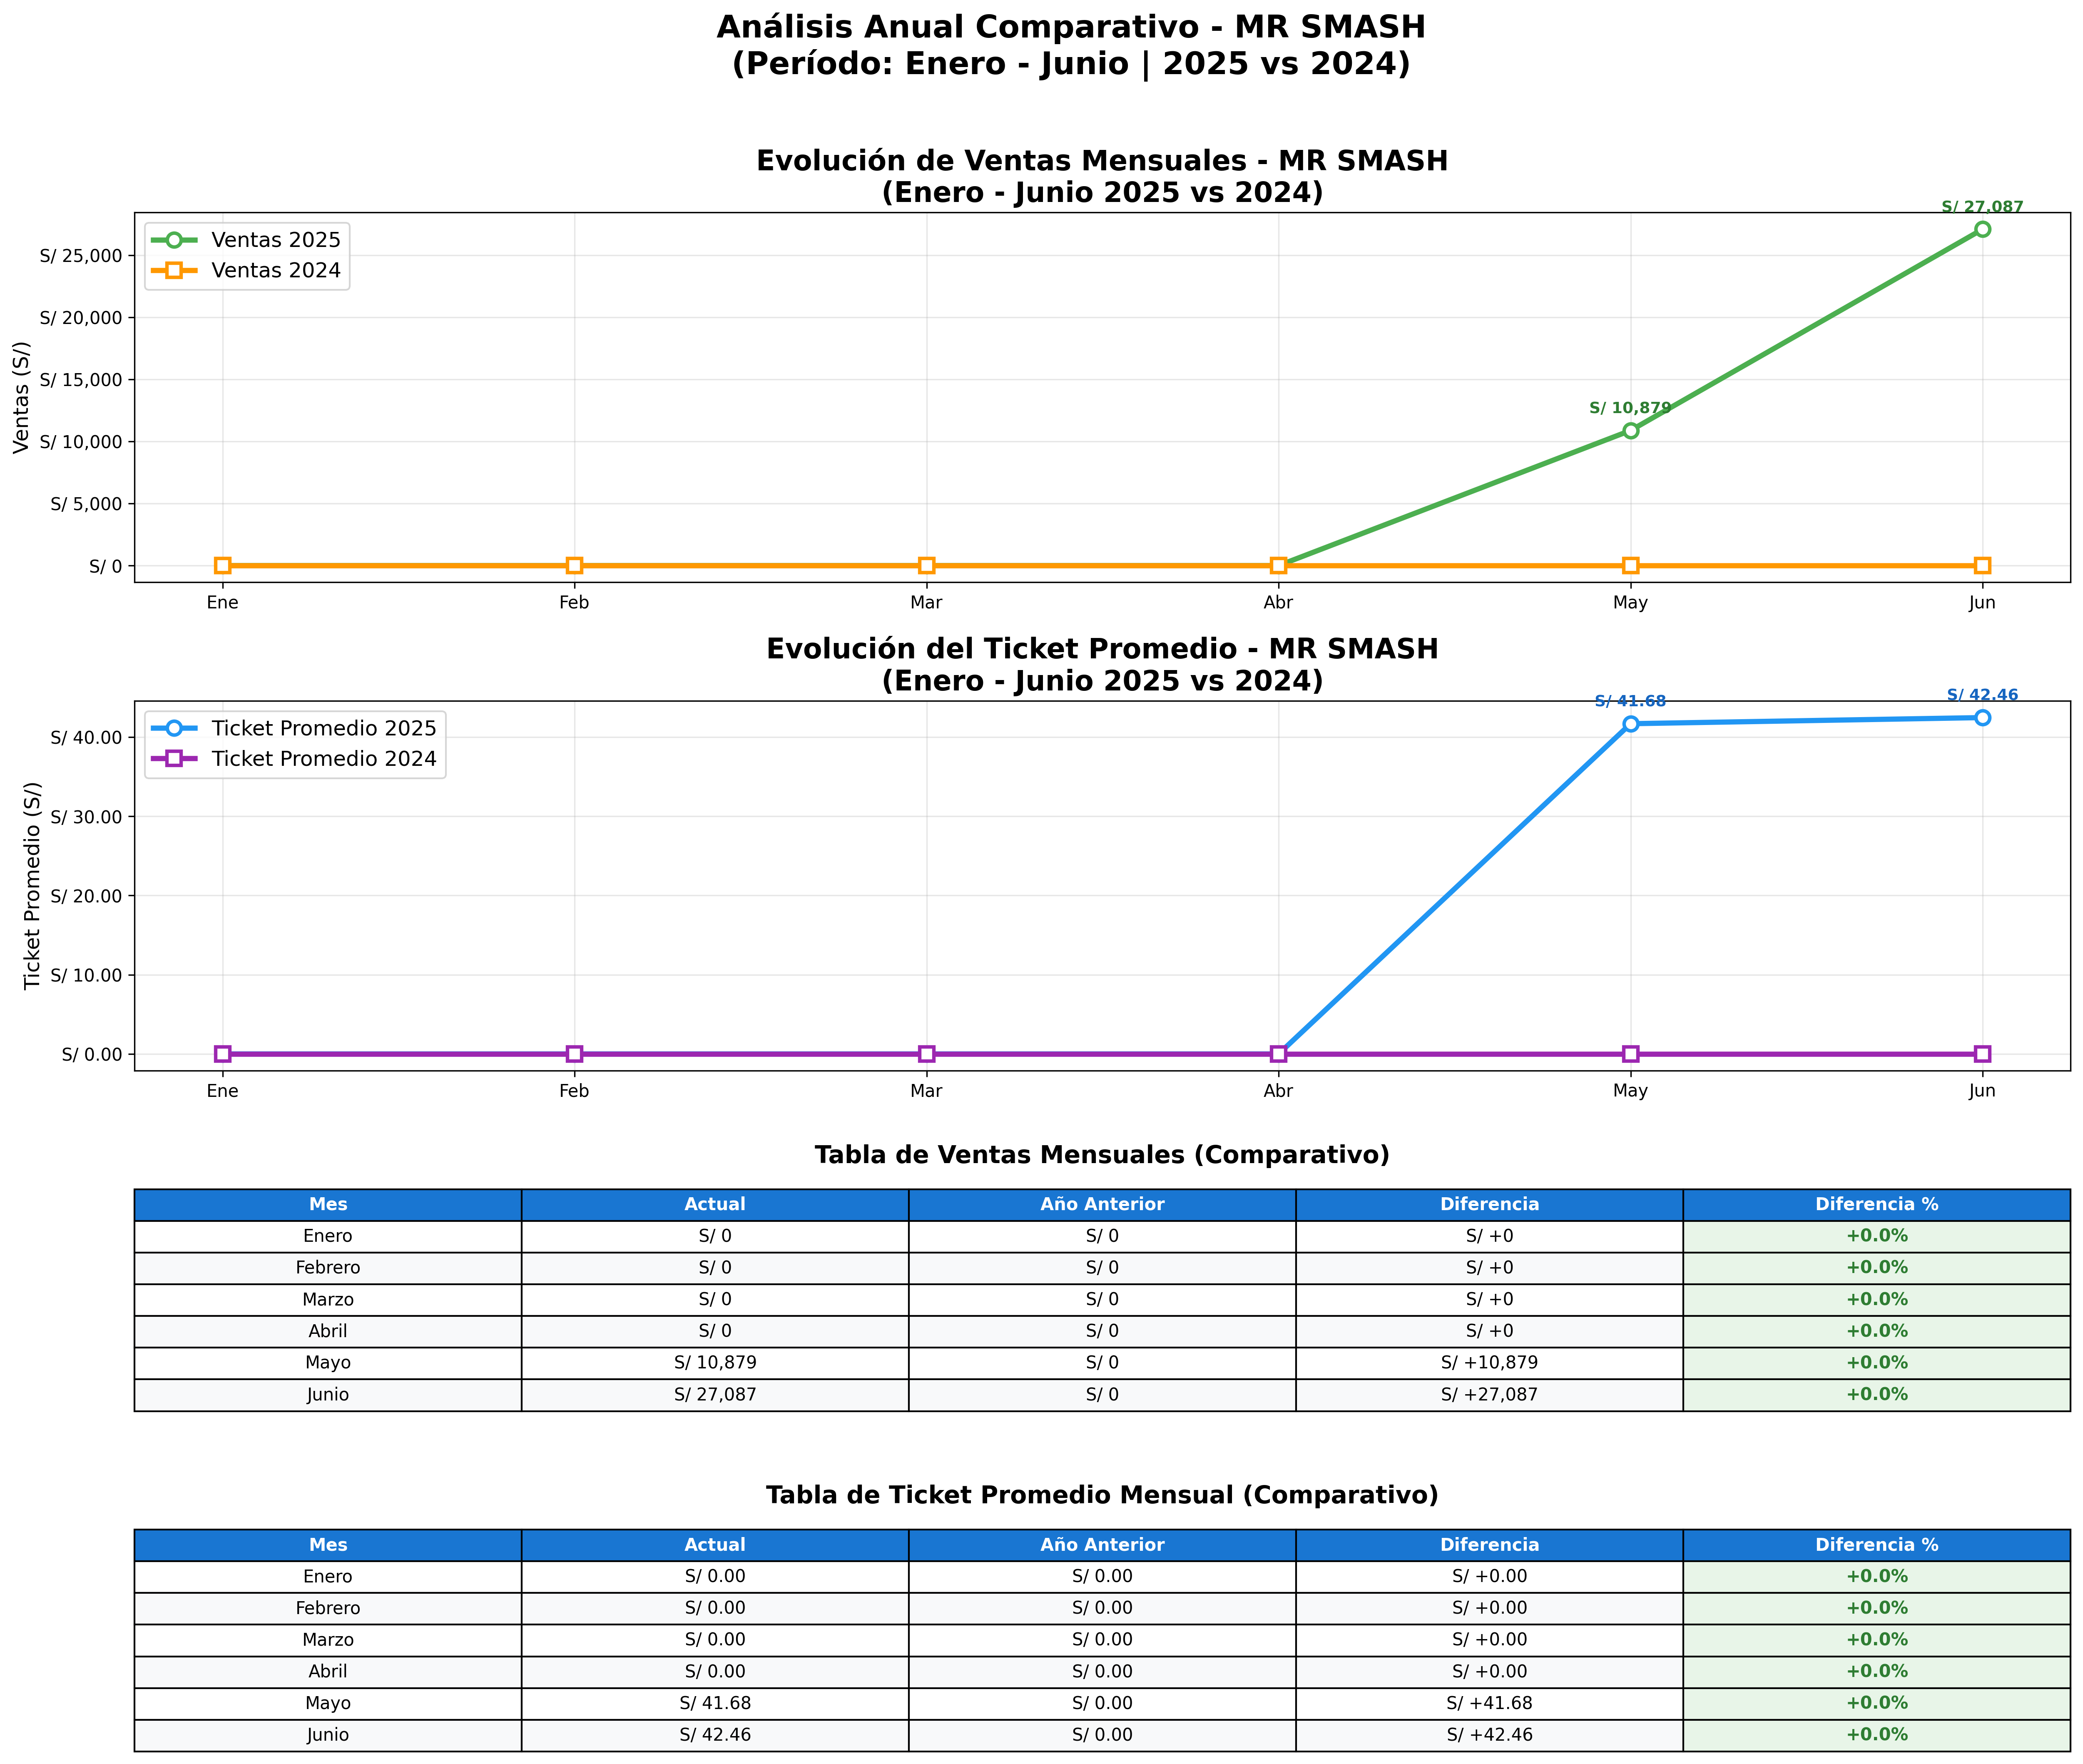 Análisis Anual Comparativo - MR SMASH
(Período: Enero - Junio | 2025 vs 2024)
Evolución de Ventas Mensuales - MR SMASH
(Enero - Junio 2025 vs 2024)
Ventas 2025
Ventas 2024
S/ 27,087
S/ 10,879
Ventas (S/)
S/ 25,000
S/ 20,000
S/ 15,000
S/ 10,000
S/ 5,000
S/ 0
Ene Feb Mar Abr May Jun
Evolución del Ticket Promedio - MR SMASH
(Enero - Junio 2025 vs 2024)
Ticket Promedio 2025
Ticket Promedio 2024
S/ 41.68
S/ 42.46
Ticket Promedio (S/)
S/ 40.00
S/ 30.00
S/ 20.00
S/ 10.00
S/ 0.00
Ene Feb Mar Abr May Jun
Tabla de Ventas Mensuales (Comparativo)
Mes Actual Año Anterior Diferencia Diferencia %
Enero S/ 0 S/ 0 S/ +0 +0.0%
Febrero S/ 0 S/ 0 S/ +0 +0.0%
Marzo S/ 0 S/ 0 S/ +0 +0.0%
Abril S/ 0 S/ 0 S/ +0 +0.0%
Mayo S/ 10,879 S/ 0 S/ +10,879 +0.0%
Junio S/ 27,087 S/ 0 S/ +27,087 +0.0%
Tabla de Ticket Promedio Mensual (Comparativo)
Mes Actual Año Anterior Diferencia Diferencia %
Enero S/ 0.00 S/ 0.00 S/ +0.00 +0.0%
Febrero S/ 0.00 S/ 0.00 S/ +0.00 +0.0%
Marzo S/ 0.00 S/ 0.00 S/ +0.00 +0.0%
Abril S/ 0.00 S/ 0.00 S/ +0.00 +0.0%
Mayo S/ 41.68 S/ 0.00 S/ +41.68 +0.0%
Junio S/ 42.46 S/ 0.00 S/ +42.46 +0.0%